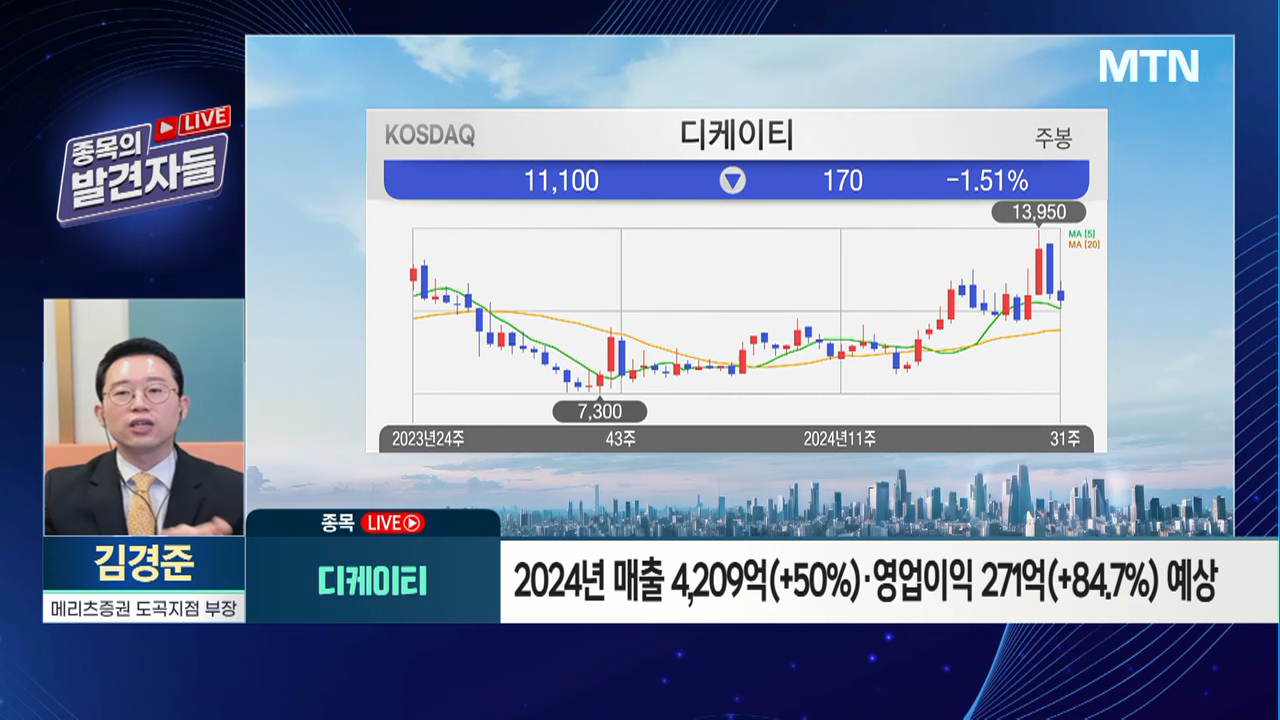 MTN
LIVE
종목의
발견자들
KOSDAQ
디케이티
주봉
11,100
170
-1.51%
13,950
MA [5]
MA [20]
7,300
2023년24주
43주
2024년11주
31주
김경준
메리츠증권 도곡지점 부장
종목 LIVE
디케이티
2024년 매출 4,209억(+50%)·영업이익 271억(+84.7%) 예상